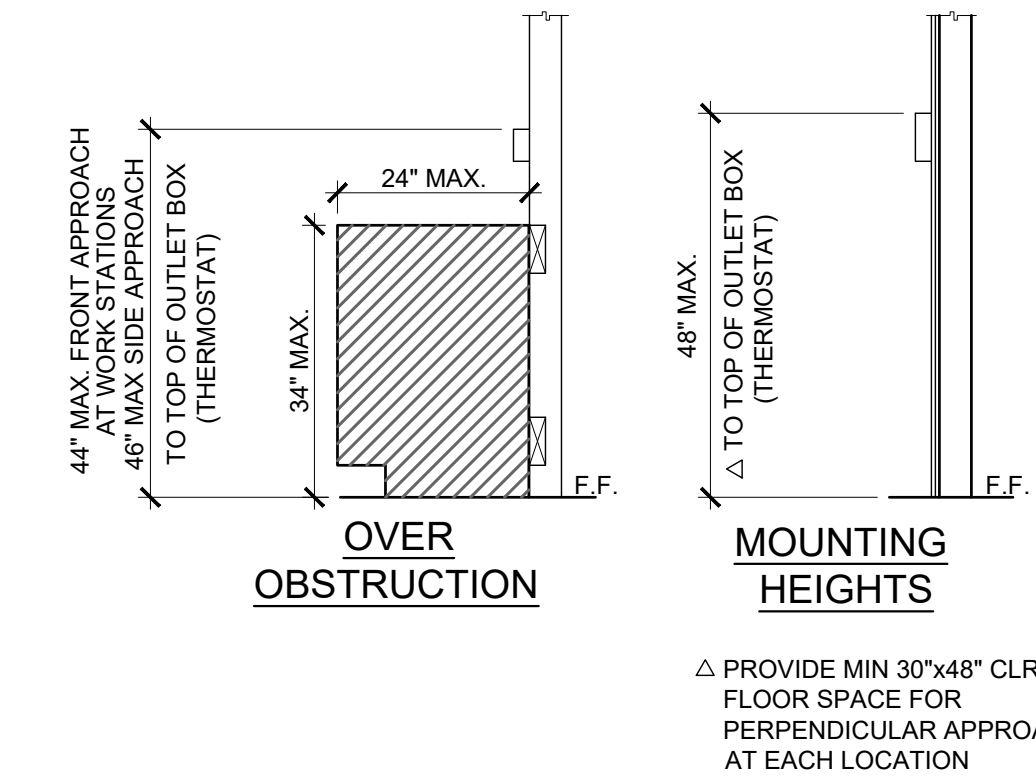 44" MAX. FRONT APPROACH
AT WORK STATIONS
46" MAX SIDE APPROACH
TO TOP OF OUTLET BOX
(THERMOSTAT)
24" MAX.
34" MAX.
F.F.
OVER
OBSTRUCTION
48" MAX.
△ TO TOP OF OUTLET BOX
(THERMOSTAT)
F.F.
MOUNTING
HEIGHTS
△ PROVIDE MIN 30"x48" CLR
FLOOR SPACE FOR
PERPENDICULAR
AT EACH LOCATION